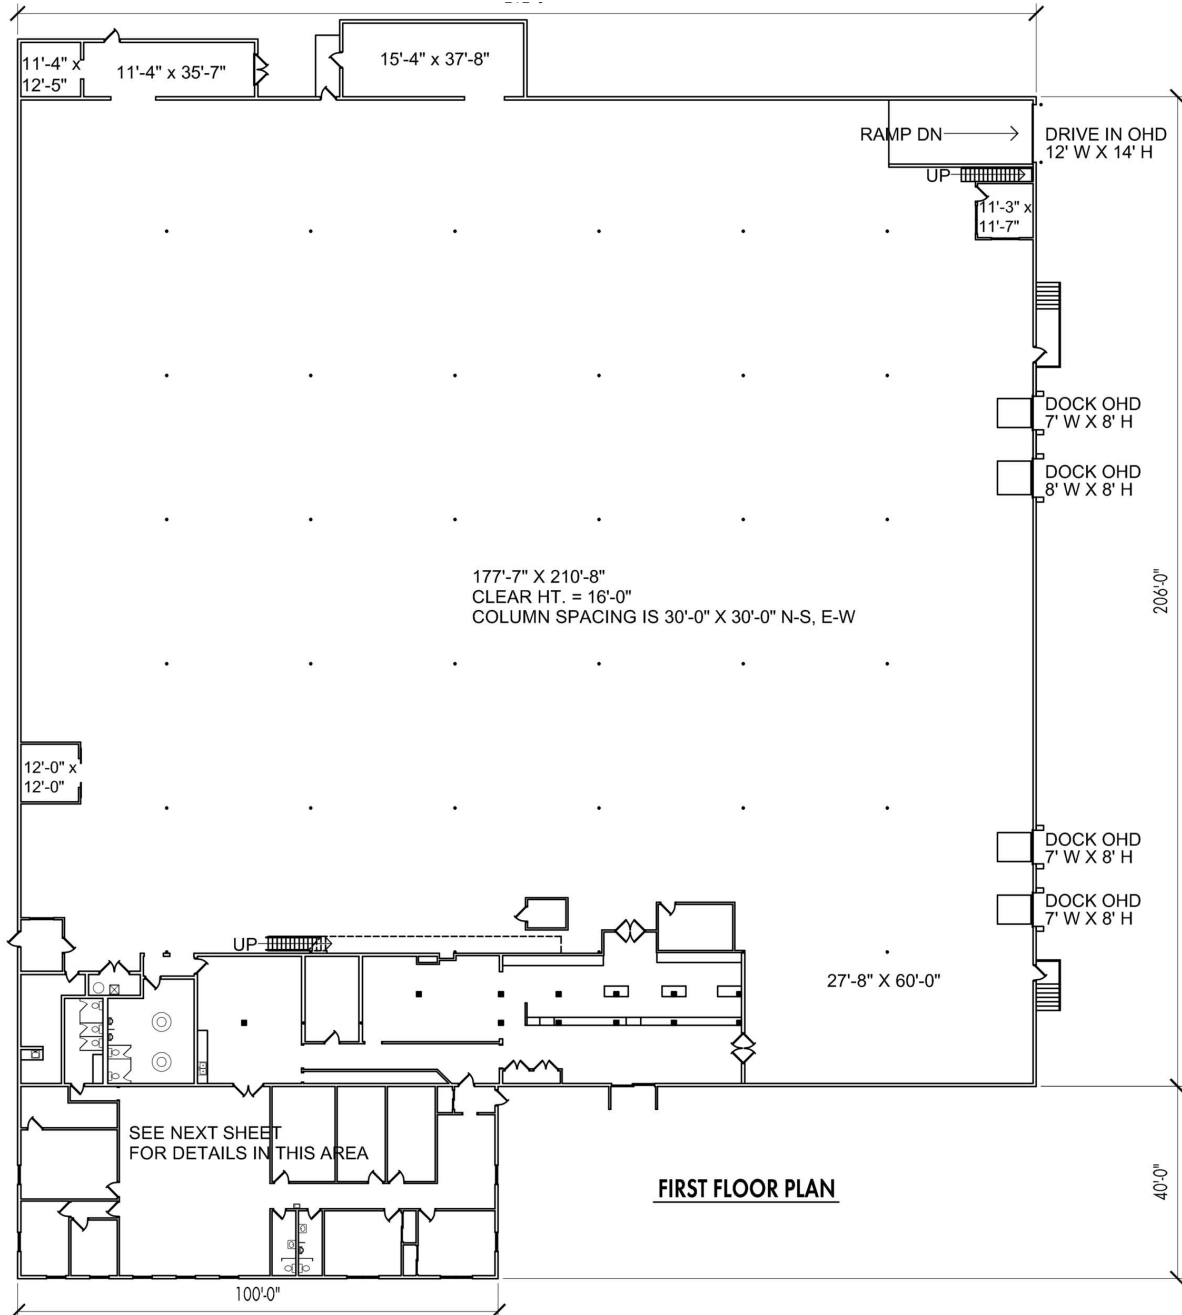 11'-4" x
12'-5"
11'-4" x 35'-7"
15'-4" x 37'-8"
RAMP DN
DRIVE IN OHD
12' W X 14' H
UP
11'-3" x
11'-7"
DOCK OHD
7' W X 8' H
DOCK OHD
8' W X 8' H
177'-7" X 210'-8"
CLEAR HT. = 16'-0"
COLUMN SPACING IS 30'-0" X 30'-0" N-S, E-W
206'-0"
12'-0" x
12'-0"
DOCK OHD
7' W X 8' H
DOCK OHD
7' W X 8' H
UP
27'-8" X 60'-0"
SEE NEXT SHEET
FOR DETAILS IN THIS AREA
FIRST FLOOR PLAN
40'-0"
100'-0"